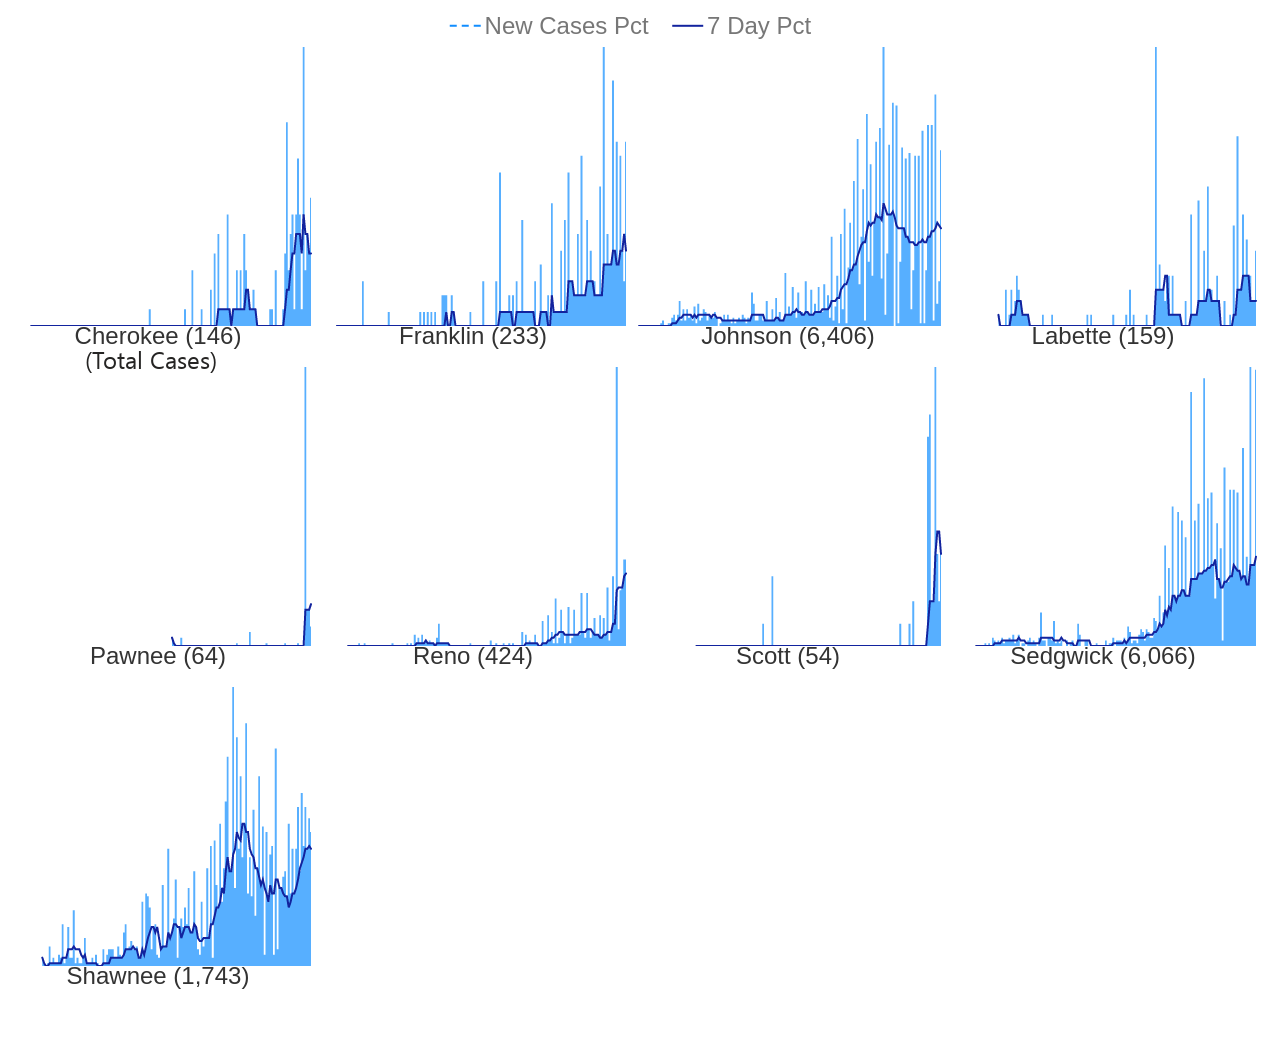 New Cases Pct 7 Day Pct
Cherokee (146) Franklin (233) Johnson (6,406) Labette (159)
(Total Cases)
Pawnee (64) Reno (424) Scott (54) Sedgwick (6,066)
Shawnee (1,743)